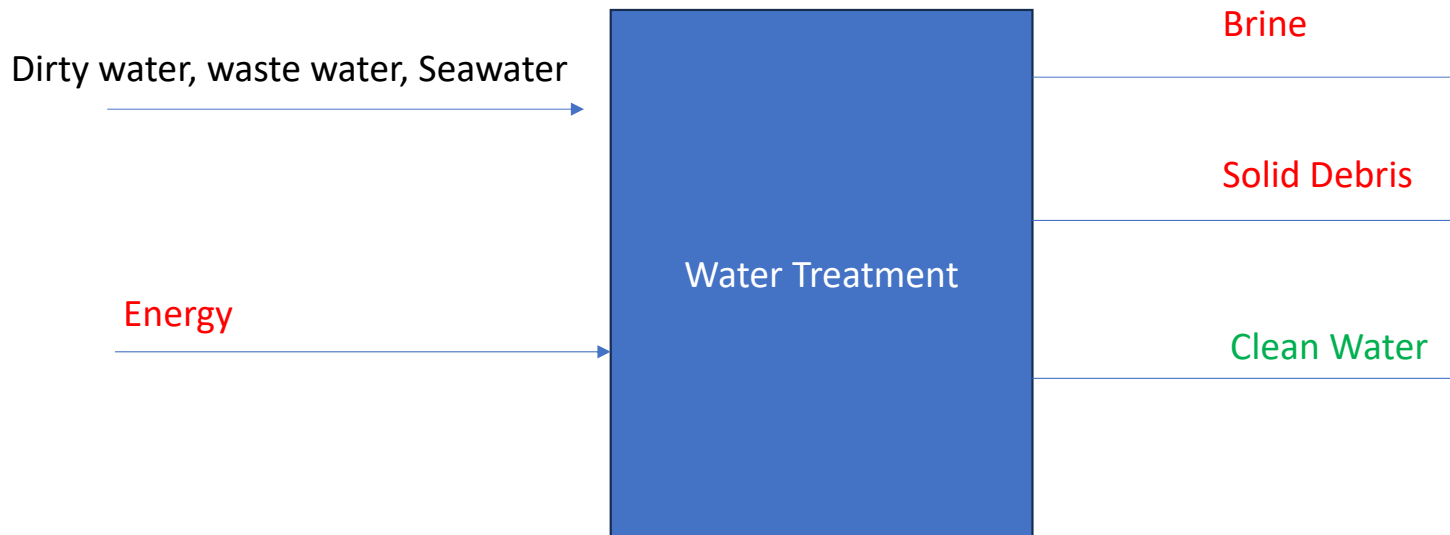 Brine
Dirty water, waste water, Seawater
Solid Debris
Water Treatment
Energy
Clean Water